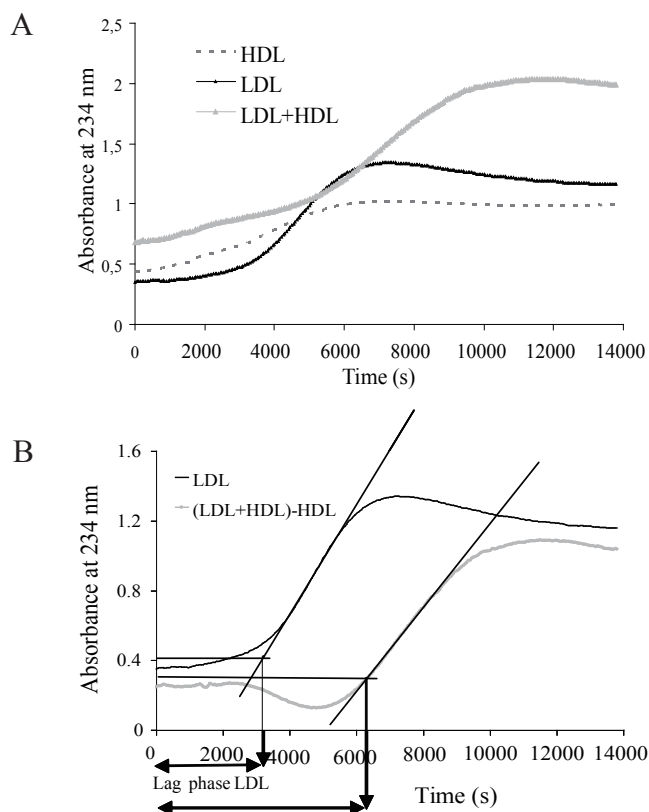 A
Absorbance at 234 nm
2,5
2
1,5
1
0,5
0
HDL
LDL
LDL+HDL
0 2000 4000 6000 8000 10000 12000 14000
Time (s)
B
Absorbance at 234 nm
1.6
1.2
0.8
0.4
0
LDL
(LDL+HDL)-HDL
0 2000 4000 6000 8000 10000 12000 14000
Lag phase LDL
Time (s)